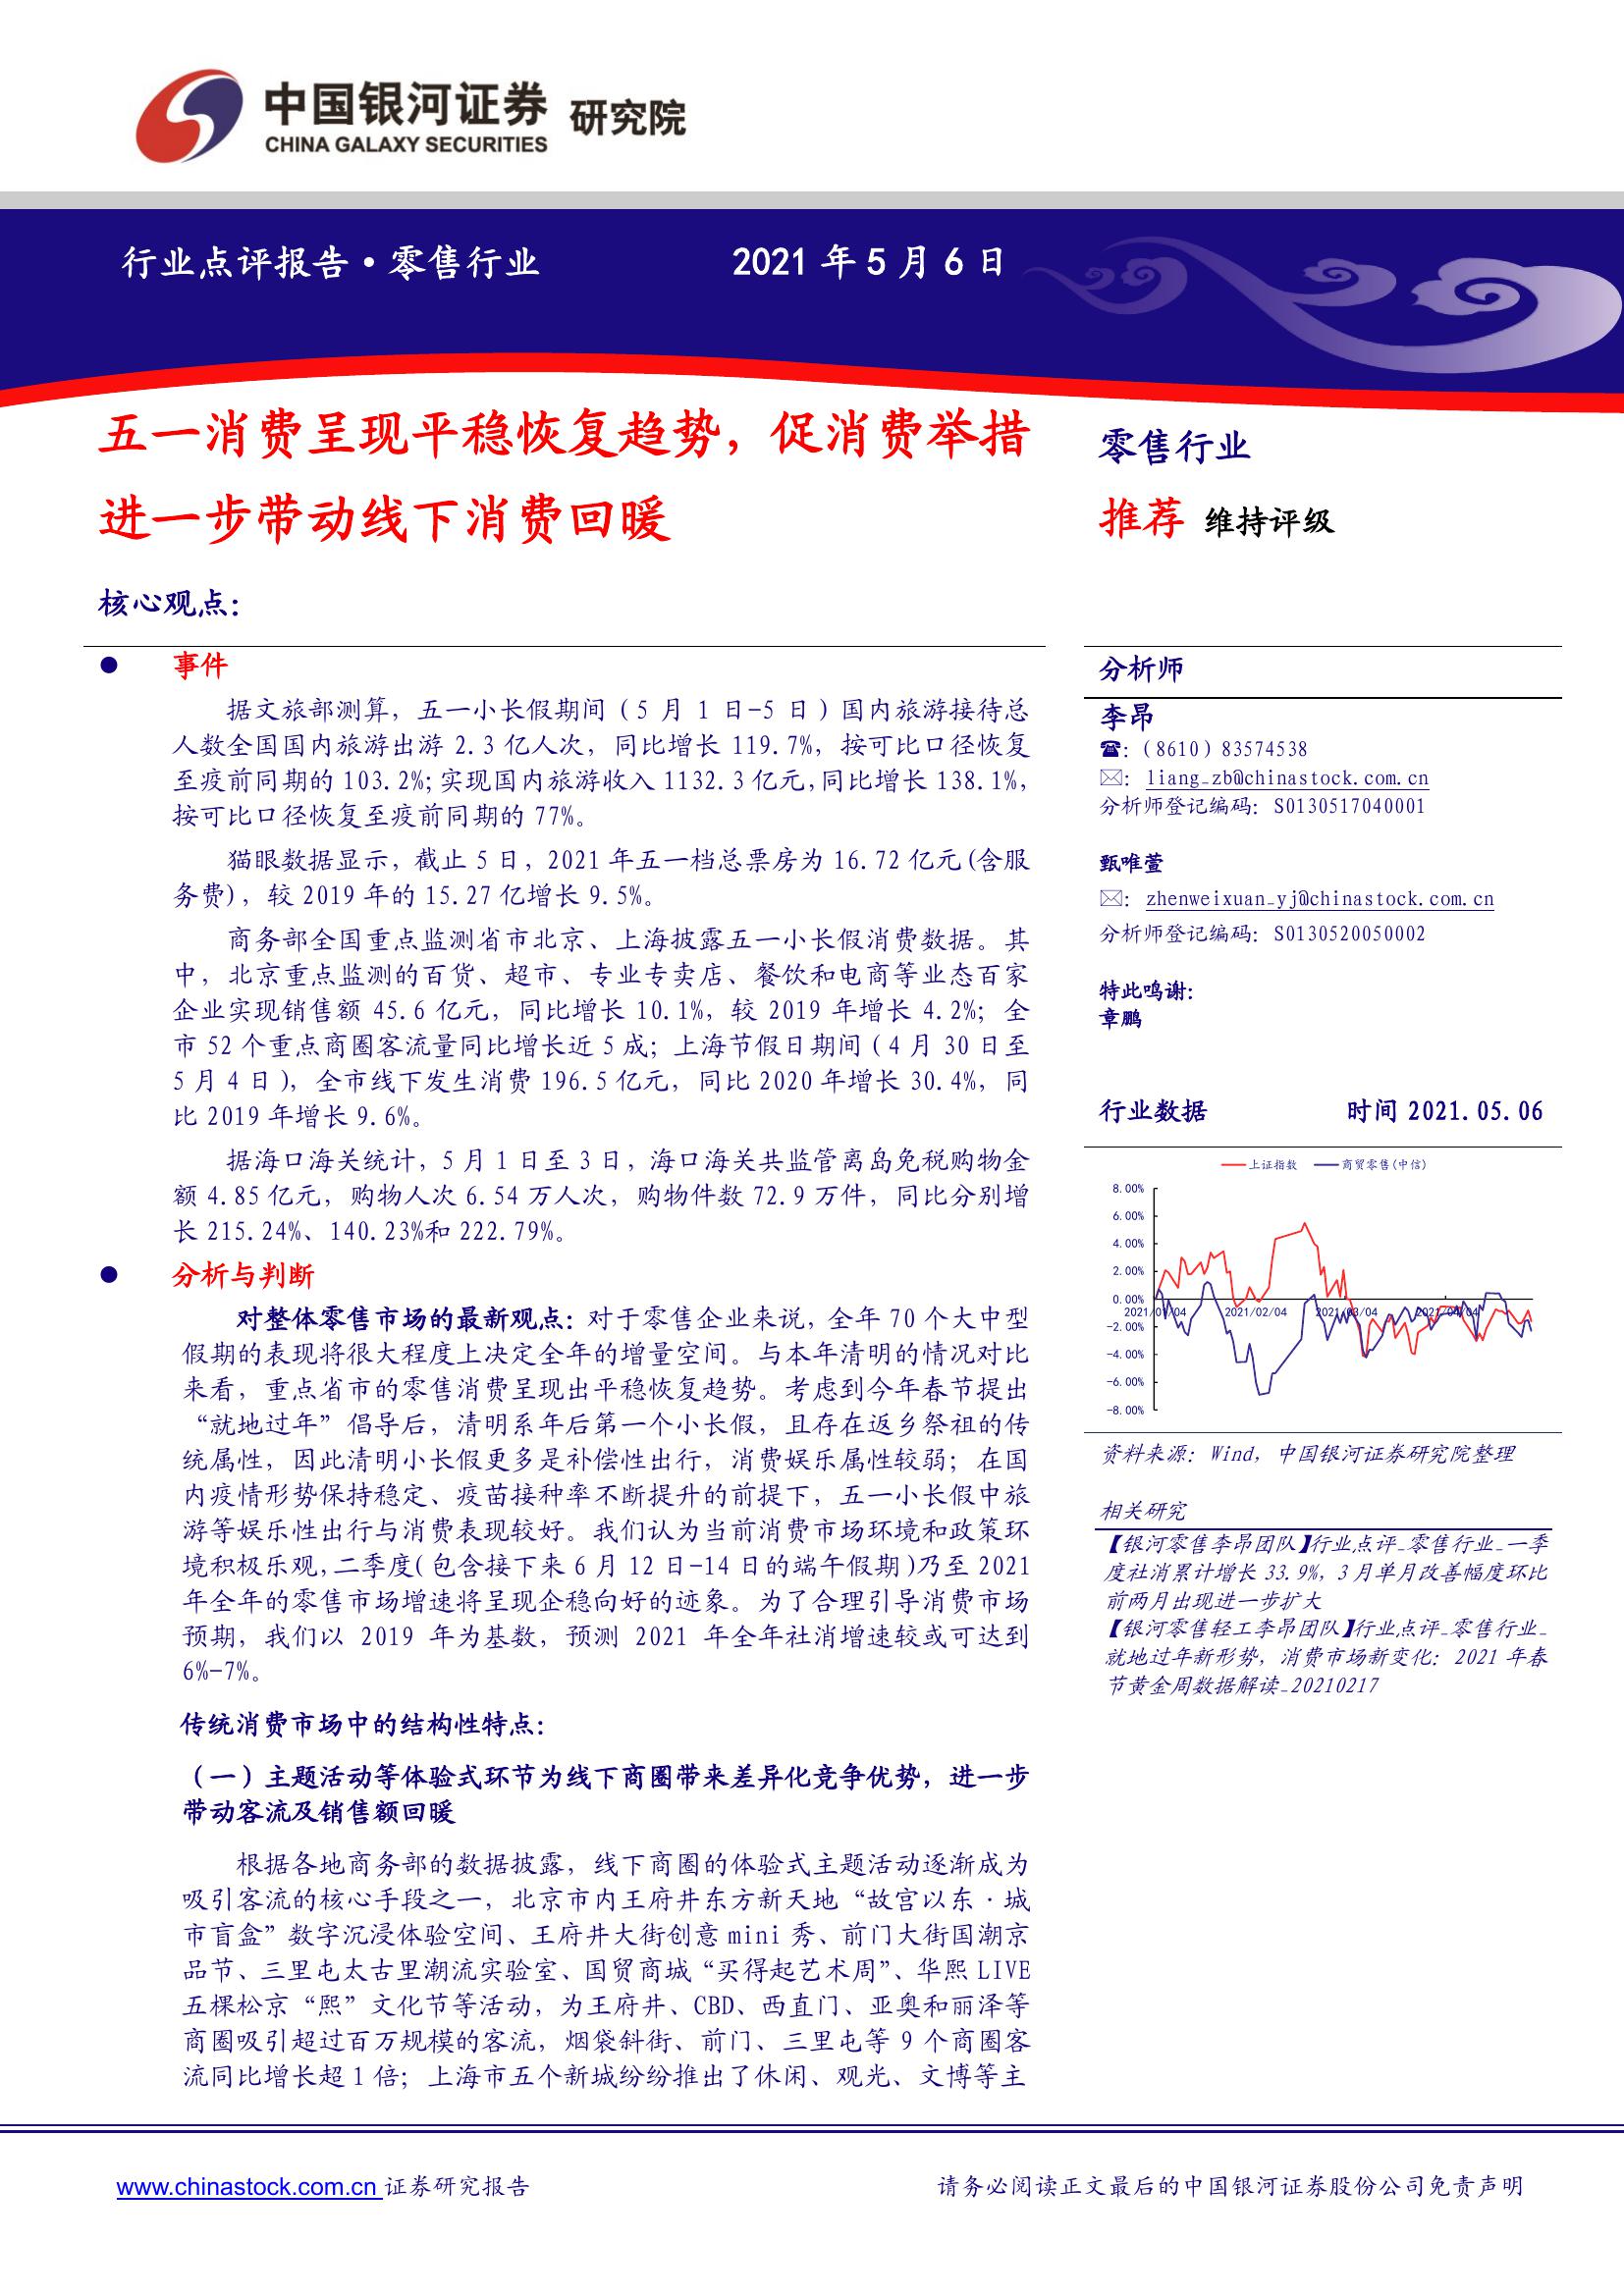 中国银河证券 研究院
CHINA GALAXY SECURITIES
行业点评报告·零售行业
2021 年 5 月 6 日
五一消费呈现平稳恢复趋势，促消费举措
进一步带动线下消费回暖
核心观点：
● 事件
据文旅部测算，五一小长假期间（5 月 1 日-5 日）国内旅游接待总
人数全国国内旅游出游 2.3 亿人次，同比增长 119.7%，按可比口径恢复
至疫前同期的 103.2%；实现国内旅游收入 1132.3 亿元，同比增长 138.1%，
按可比口径恢复至疫前同期的 77%。
猫眼数据显示，截止 5 日，2021 年五一档总票房为 16.72 亿元(含服
务费)，较 2019 年的 15.27 亿增长 9.5%。
商务部全国重点监测省市北京、上海披露五一小长假消费数据。其
中，北京重点监测的百货、超市、专业专卖店、餐饮和电商等业态百家
企业实现销售额 45.6 亿元，同比增长 10.1%，较 2019 年增长 4.2%；全
市 52 个重点商圈客流量同比增长近 5 成；上海节假日期间（4 月 30 日至
5 月 4 日），全市线下发生消费 196.5 亿元，同比 2020 年增长 30.4%，同
比 2019 年增长 9.6%。
据海口海关统计，5 月 1 日至 3 日，海口海关共监管离岛免税购物金
额 4.85 亿元，购物人次 6.54 万人次，购物件数 72.9 万件，同比分别增
长 215.24%、140.23%和 222.79%。
● 分析与判断
对整体零售市场的最新观点：对于零售企业来说，全年 70 个大中型
假期的表现将很大程度上决定全年的增量空间。与本年清明的情况对比
来看，重点省市的零售消费呈现出平稳恢复趋势。考虑到今年春节提出
“就地过年”倡导后，清明系年后第一个小长假，且存在返乡祭祖的传
统属性，因此清明小长假更多是补偿性出行，消费娱乐属性较弱；在国
内疫情形势保持稳定、疫苗接种率不断提升的前提下，五一小长假中旅
游等娱乐性出行与消费表现较好。我们认为当前消费市场环境和政策环
境积极乐观，二季度(包含接下来 6 月 12 日-14 日的端午假期)乃至 2021
年全年的零售市场增速将呈现企稳向好的迹象。为了合理引导消费市场
预期，我们以 2019 年为基数，预测 2021 年全年社消增速较或可达到
6%-7%。
传统消费市场中的结构性特点：
（一）主题活动等体验式环节为线下商圈带来差异化竞争优势，进一步
带动客流及销售额回暖
根据各地商务部的数据披露，线下商圈的体验式主题活动逐渐成为
吸引客流的核心手段之一，北京市内王府井东方新天地“故宫以东·城
市盲盒”数字沉浸体验空间、王府井大街创意 mini 秀、前门大街国潮京
品节、三里屯太古里潮流实验室、国贸商城“买得起艺术周”、华熙 LIVE
五棵松京“熙”文化节等活动，为王府井、CBD、西直门、亚奥和丽泽等
商圈吸引超过百万规模的客流，烟袋斜街、前门、三里屯等 9 个商圈客
流同比增长超 1 倍；上海市五个新城纷纷推出了休闲、观光、文博等主
零售行业
推荐 维持评级
分析师
李昂
☎：（8610）83574538
✉：liang_zb@chinastock.com.cn
分析师登记编码：S0130517040001
甄唯萱
✉：zhenweixuan_yj@chinastock.com.cn
分析师登记编码：S0130520050002
特此鸣谢：
章鹏
行业数据 时间 2021.05.06
上证指数 商贸零售(中信)
8.00%
6.00%
4.00%
2.00%
0.00%
2021/01/04 2021/02/04 2021/03/04 2021/04/04
-2.00%
-4.00%
-6.00%
-8.00%
资料来源：Wind，中国银河证券研究院整理
相关研究
【银河零售李昂团队】行业点评_零售行业_一季
度社消累计增长 33.9%，3 月单月改善幅度环比
前两月出现进一步扩大
【银河零售轻工李昂团队】行业点评_零售行业_
就地过年新形势，消费市场新变化：2021 年春
节黄金周数据解读_20210217
www.chinastock.com.cn 证券研究报告
请务必阅读正文最后的中国银河证券股份公司免责声明